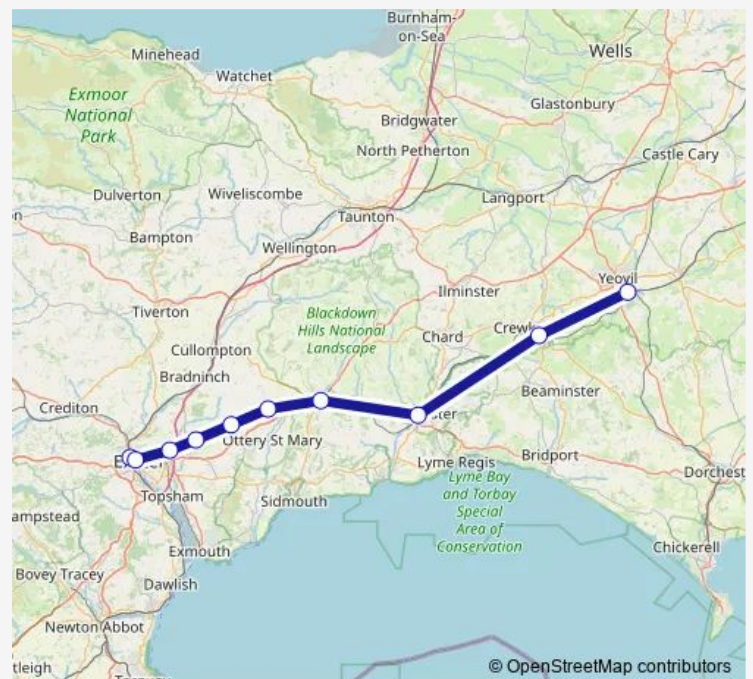 Burnham-
on-Sea
Minehead
Watchet
Wells
Exmoor
National
Park
Glastonbury
Bridgwater
North Petherton
Castle Cary
Dulverton
Wiveliscombe
Langport
Taunton
Bampton
Wellington
Yeovil
Ilminster
Tiverton
Blackdown
Hills National
Landscape
Chard
Crewk
Cullompton
Bradninch
Beaminster
Crediton
ster
Ottery St Mary
Bridport
Lyme Regis
Lyme Bay
and Torbay
Special
Area of
Conservation
Dorchest
Topsham
Sidmouth
ampstead
Exmouth
Chickerell
Bovey Tracey
Dawlish
Newton Abbot
tleigh
© OpenStreetMap contributors